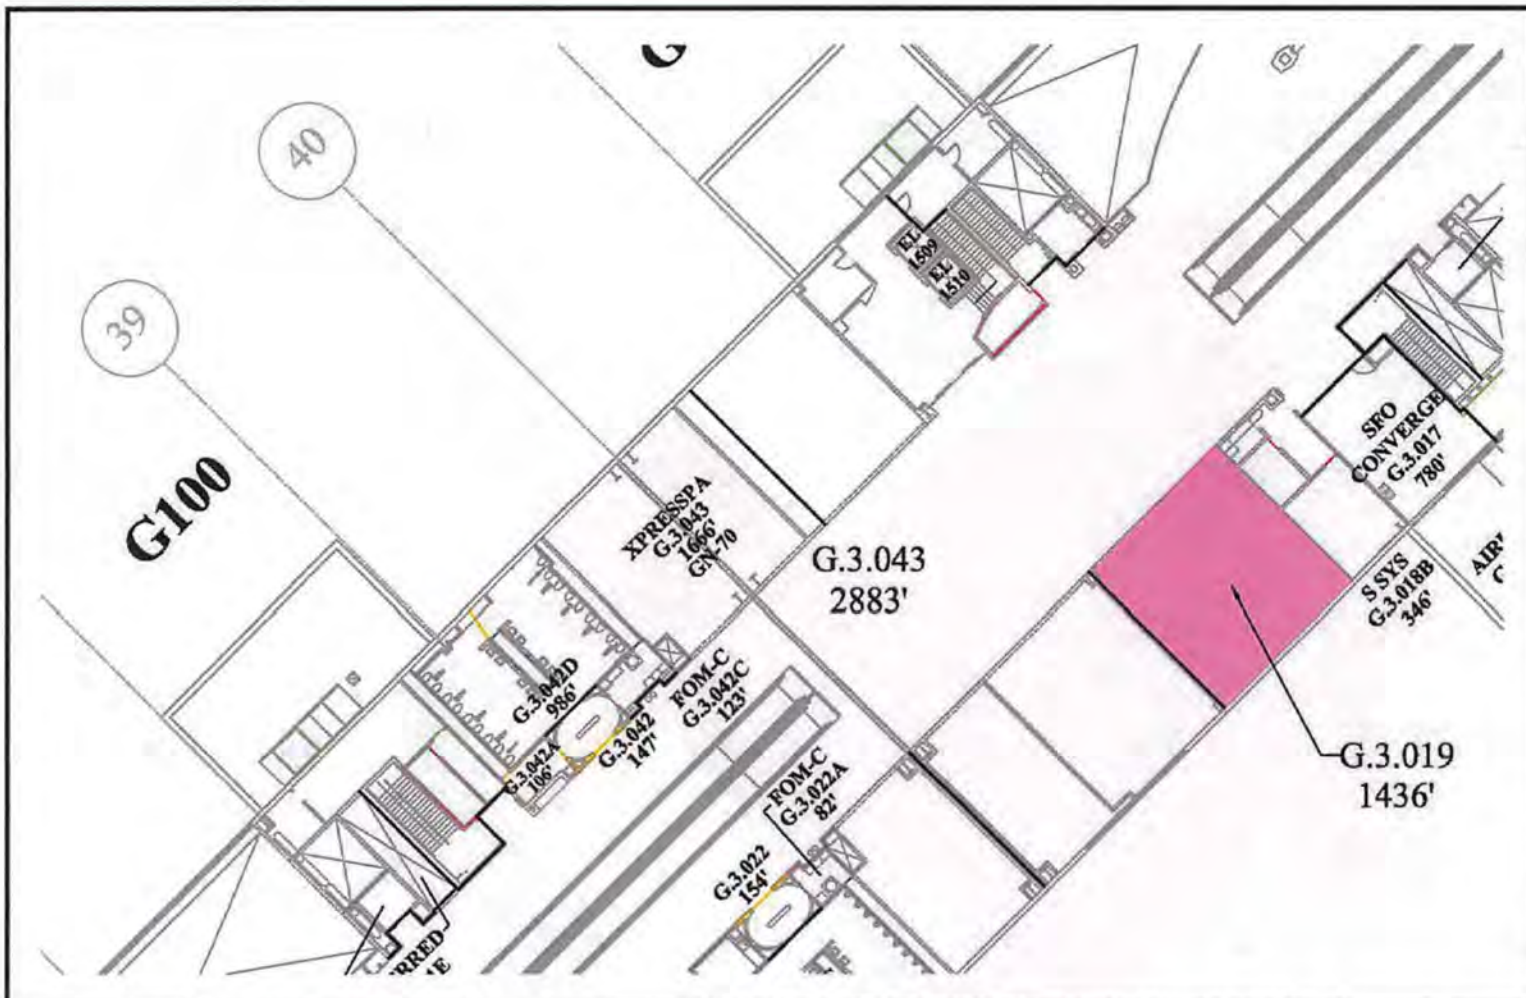 40
39
G100
EL
1509
EL
1510
XPRESSPA
G.3.043
1666'
GN-70
G.3.043
2883'
SFO
CONVERGE
G.3.017
780'
S SYS
G.3.018B
346'
G.3.019
1436'
G.3.042D
986'
G.3.042A
106'
G.3.042
147'
FOM-C
G.3.042C
123'
FOM-C
G.3.022A
82'
G.3.022
154'
RRED